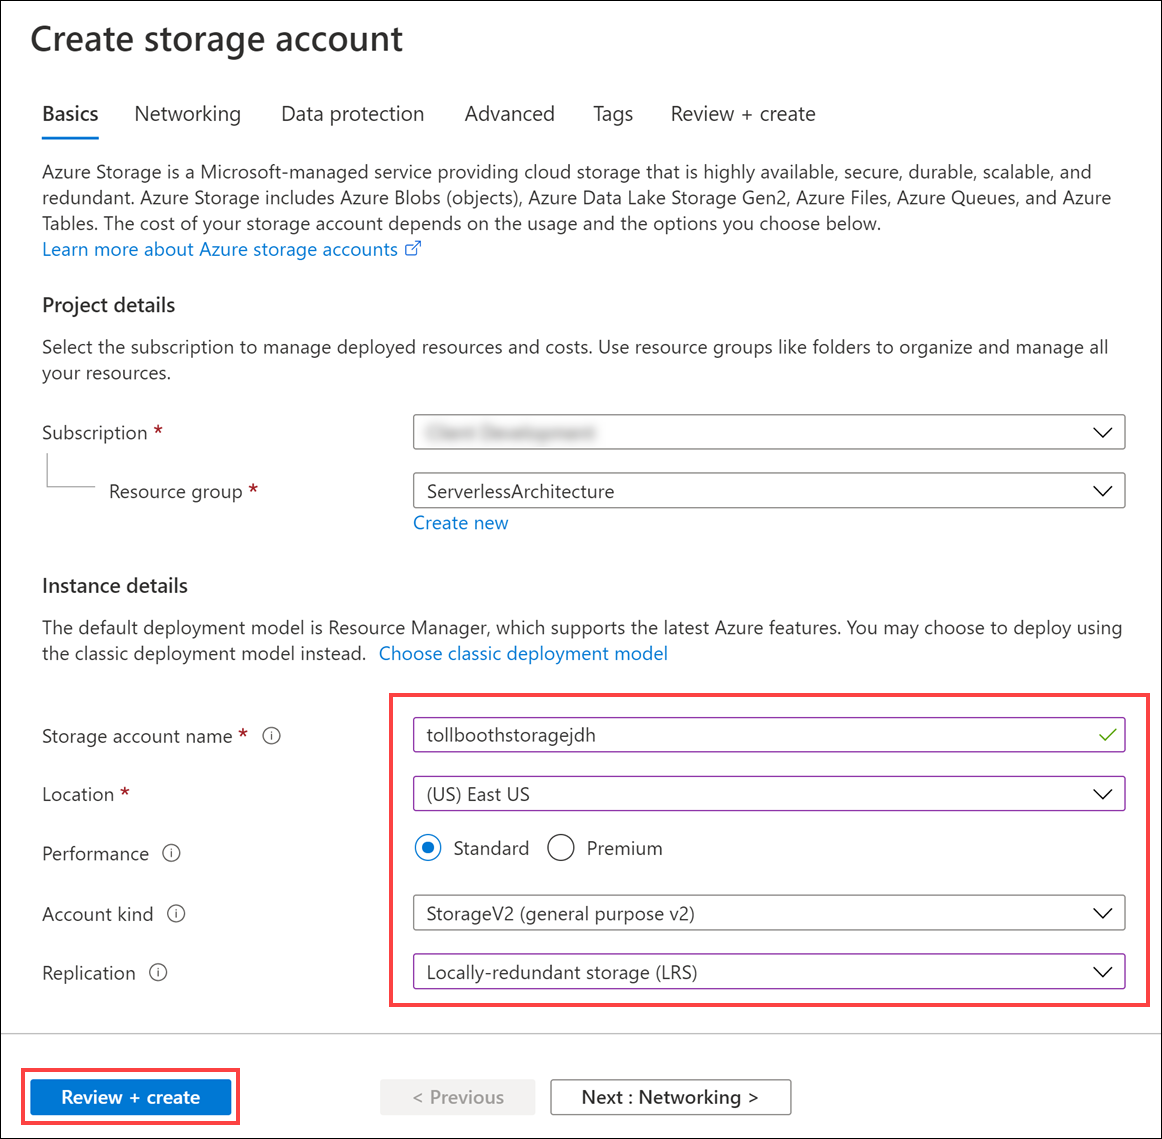 Create storage account
Basics Networking Data protection Advanced Tags Review + create
Azure Storage is a Microsoft-managed service providing cloud storage that is highly available, secure, durable, scalable, and
redundant. Azure Storage includes Azure Blobs (objects), Azure Data Lake Storage Gen2, Azure Files, Azure Queues, and Azure
Tables. The cost of your storage account depends on the usage and the options you choose below.
Learn more about Azure storage accounts
Project details
Select the subscription to manage deployed resources and costs. Use resource groups like folders to organize and manage all
your resources.
Subscription *
Resource group * ServerlessArchitecture
Create new
Instance details
The default deployment model is Resource Manager, which supports the latest Azure features. You may choose to deploy using
the classic deployment model instead. Choose classic deployment model
Storage account name * tollboothstoragejdh
Location * (US) East US
Performance Standard Premium
Account kind StorageV2 (general purpose v2)
Replication Locally-redundant storage (LRS)
Review + create < Previous Next : Networking >